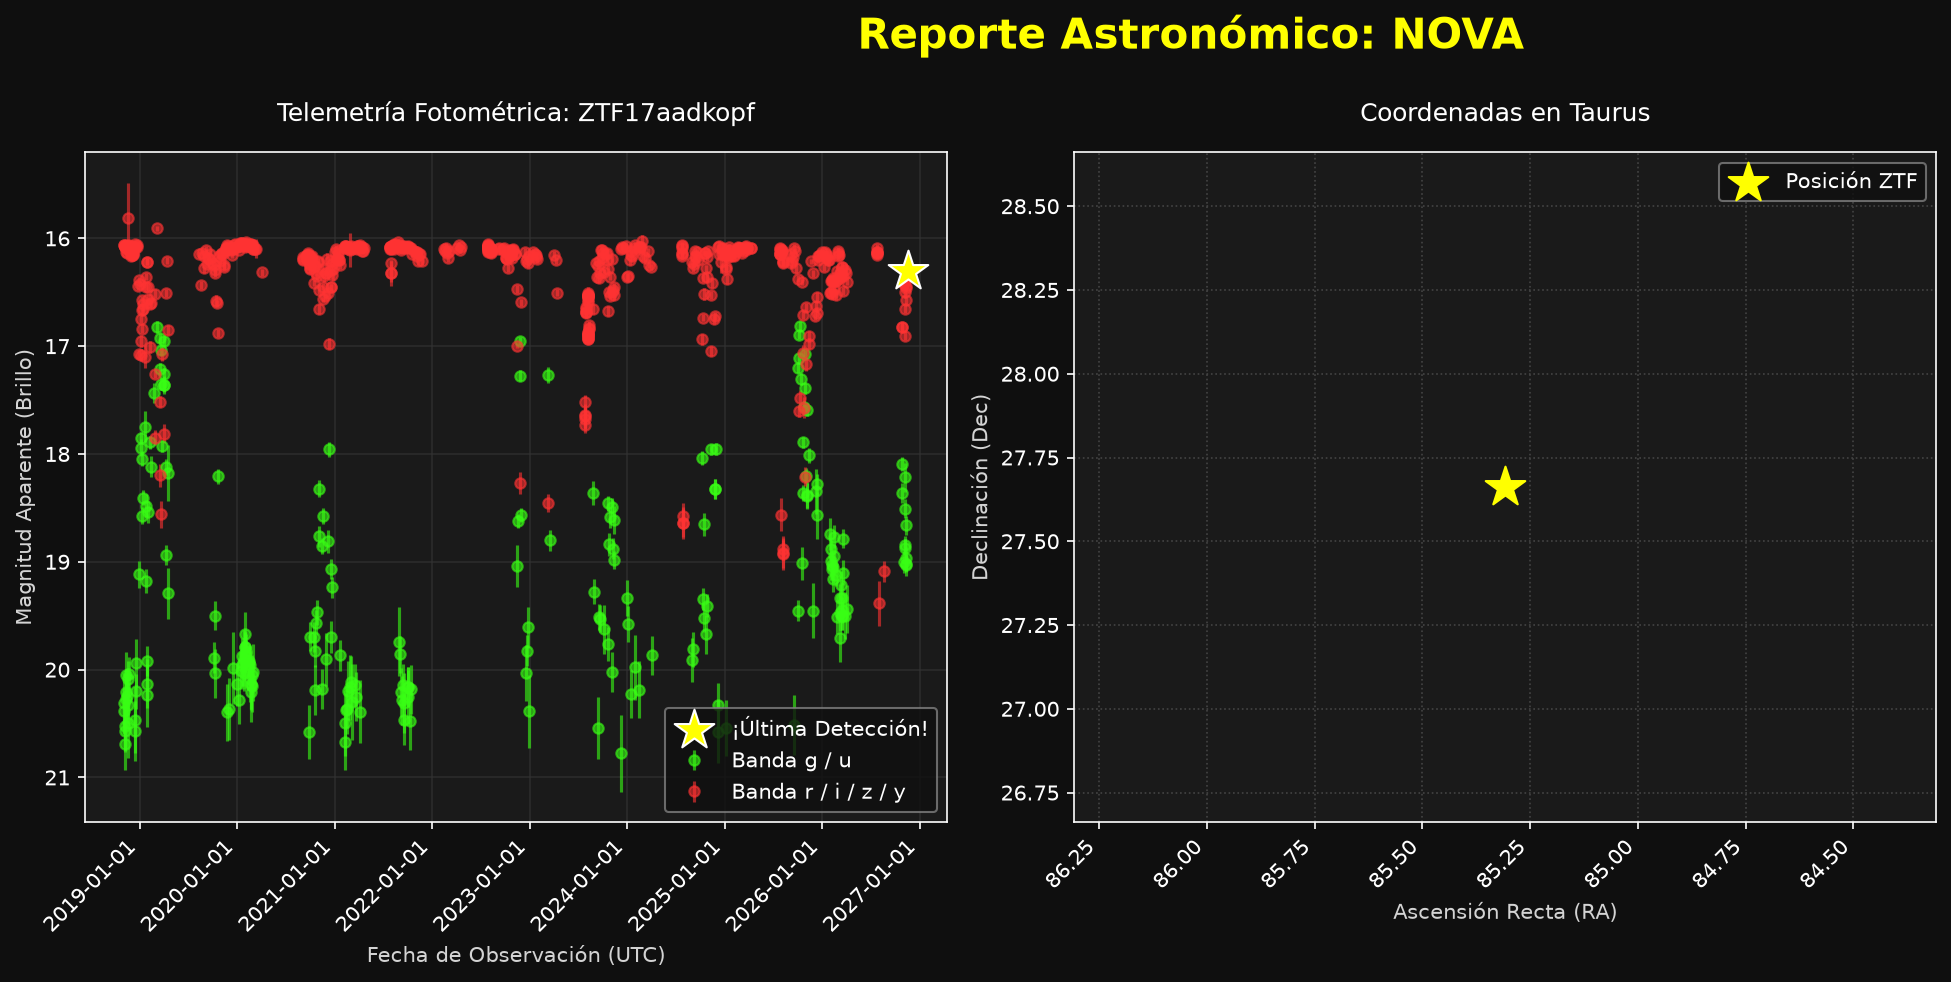 Reporte Astronómico: NOVA
Telemetría Fotométrica: ZTF17aadkopf
Magnitud Aparente (Brillo)
16
17
18
19
20
21
¡Última Detección!
Banda g / u
Banda r / i / z / y
2019-01-01
2020-01-01
2021-01-01
2022-01-01
2023-01-01
2024-01-01
2025-01-01
2026-01-01
2027-01-01
Fecha de Observación (UTC)
Coordenadas en Taurus
Posición ZTF
Declinación (Dec)
28.50
28.25
28.00
27.75
27.50
27.25
27.00
26.75
86.25
86.00
85.75
85.50
85.25
85.00
84.75
84.50
Ascensión Recta (RA)